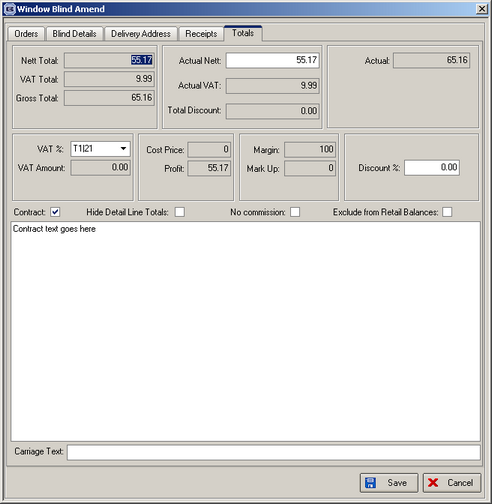 Window Blind Amend
Orders Blind Details Delivery Address Receipts Totals
Nett Total: 55.17 Actual Nett: 55.17 Actual: 65.16
VAT Total: 9.99 Actual VAT: 9.99
Gross Total: 65.16 Total Discount: 0.00
VAT %: T1|21 Cost Price: 0 Margin: 100
VAT Amount: 0.00 Profit: 55.17 Mark Up: 0 Discount %: 0.00
Contract: Hide Detail Line Totals: No commission: Exclude from Retail Balances:
Contract text goes here
Carriage Text:
Save Cancel